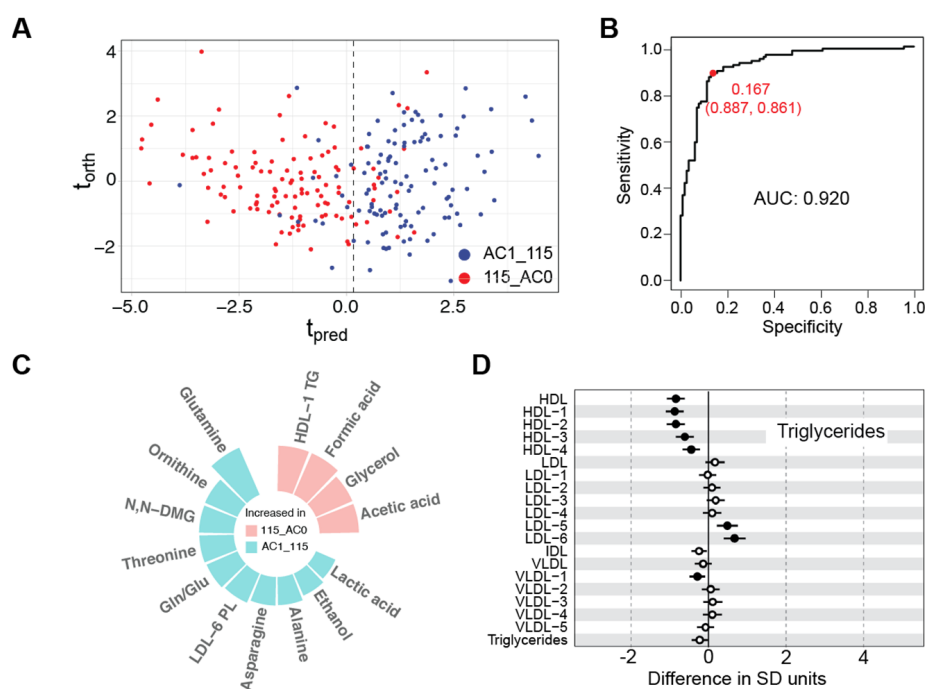 A
4
2
0
−2
t_orth
−5.0
−2.5
0.0
2.5
t_pred
AC1_115
115_AC0
B
1.0
0.8
0.6
0.4
0.2
0.0
Sensitivity
0.167
(0.887, 0.861)
AUC: 0.920
0.0
0.2
0.4
0.6
0.8
1.0
Specificity
C
HDL−1 TG
Formic acid
Glycerol
Acetic acid
Lactic acid
Ethanol
Alanine
Asparagine
LDL−6 PL
Gln/Glu
Threonine
N,N−DMG
Ornithine
Glutamine
Increased in
115_AC0
AC1_115
D
HDL
HDL-1
HDL-2
HDL-3
HDL-4
LDL
LDL-1
LDL-2
LDL-3
LDL-4
LDL-5
LDL-6
IDL
VLDL
VLDL-1
VLDL-2
VLDL-3
VLDL-4
VLDL-5
Triglycerides
Triglycerides
-2
0
2
4
Difference in SD units